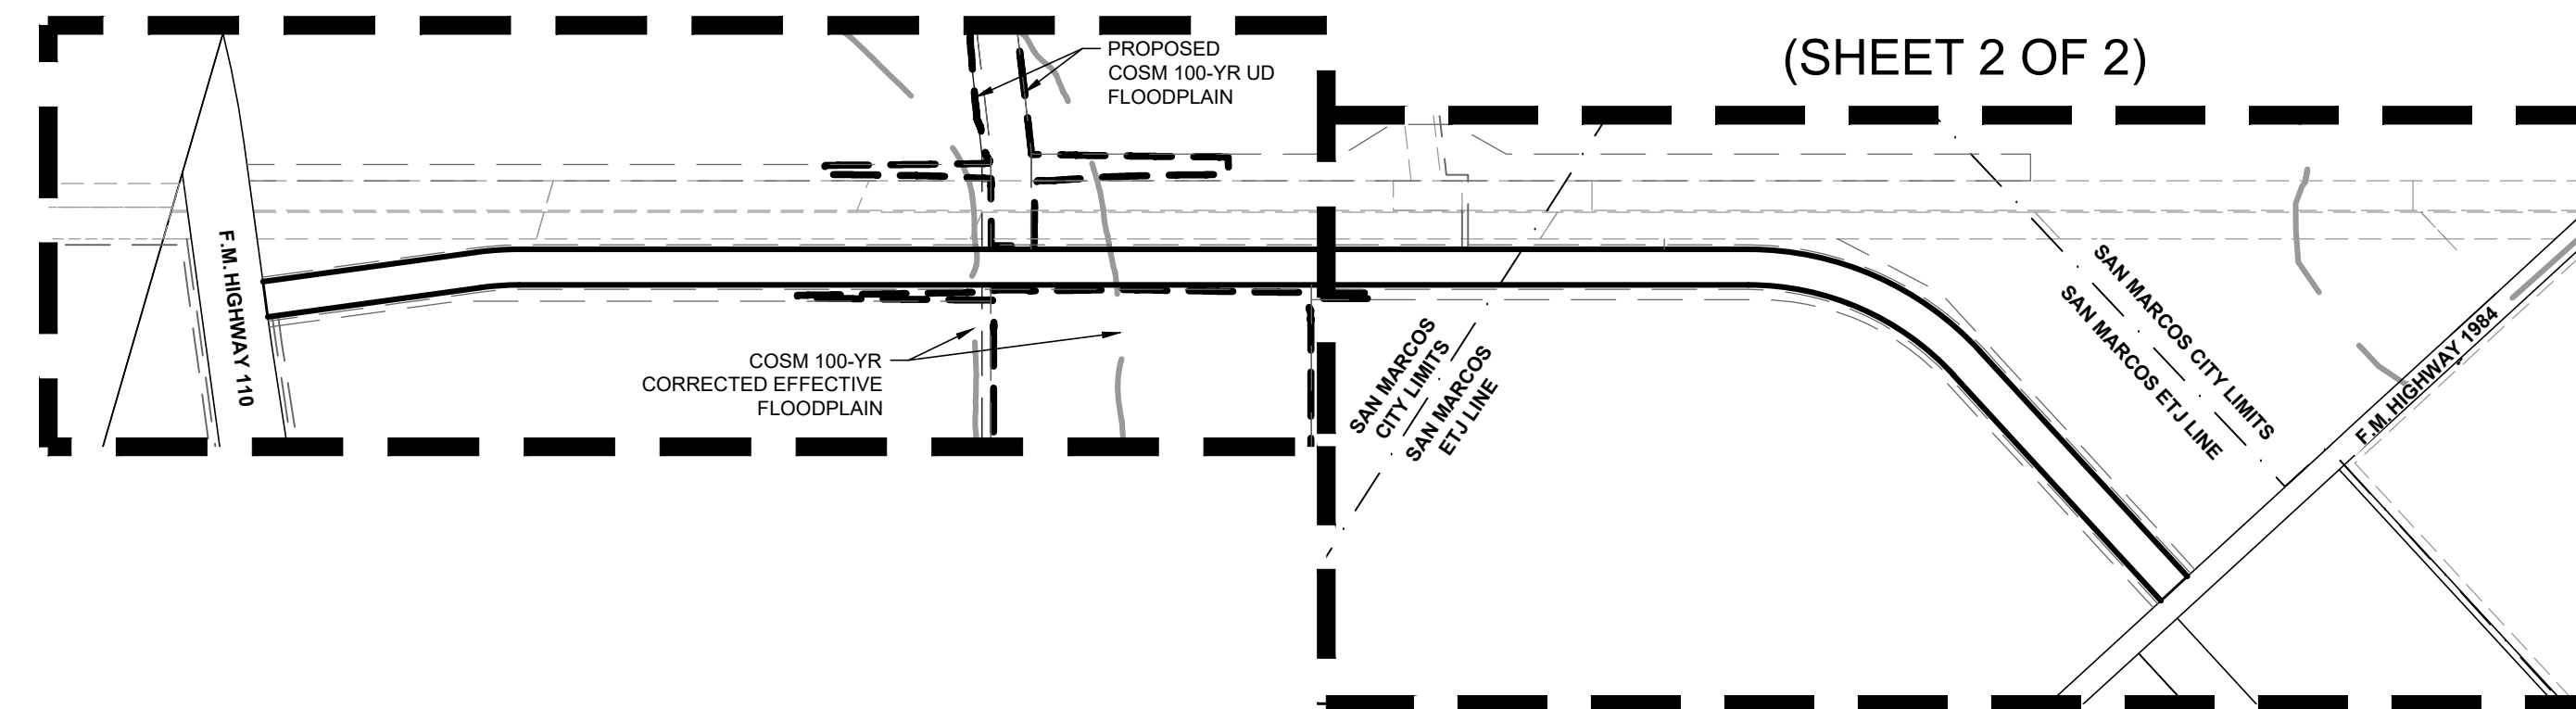 (SHEET 2 OF 2)
PROPOSED
COSM 100-YR UD
FLOODPLAIN
F.M. HIGHWAY 110
COSM 100-YR
CORRECTED EFFECTIVE
FLOODPLAIN
SAN MARCOS
CITY LIMITS
SAN MARCOS
ETJ LINE
SAN MARCOS CITY LIMITS
SAN MARCOS ETJ LINE
F.M. HIGHWAY 1984